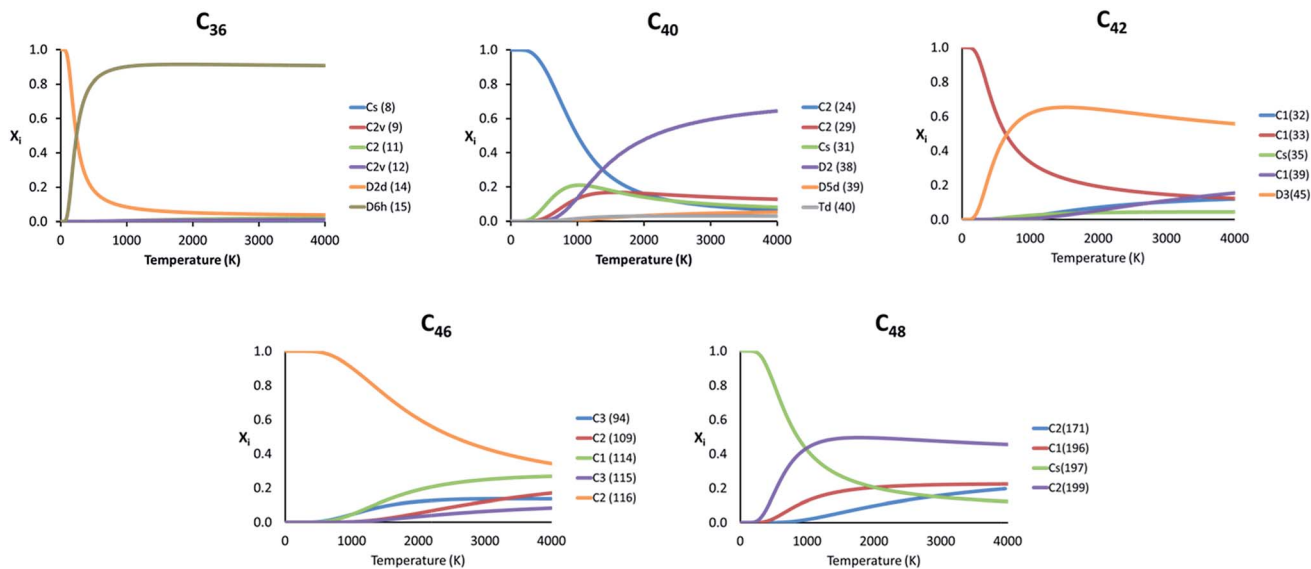 C36
1.0
0.8
0.6
Xi
0.4
0.2
0.0
0 1000 2000 3000 4000
Temperature (K)
Cs (8)
C2v (9)
C2 (11)
C2v (12)
D2d (14)
D6h (15)
C40
1.0
0.8
0.6
Xi
0.4
0.2
0.0
0 1000 2000 3000 4000
Temperature (K)
C2 (24)
C2 (29)
Cs (31)
D2 (38)
D5d (39)
Td (40)
C42
1.0
0.8
0.6
Xi
0.4
0.2
0.0
0 1000 2000 3000 4000
Temperature (K)
C1(32)
C1(33)
Cs(35)
C1(39)
D3(45)
C46
1.0
0.8
0.6
Xi
0.4
0.2
0.0
0 1000 2000 3000 4000
Temperature (K)
C3 (94)
C2 (109)
C1 (114)
C3 (115)
C2 (116)
C48
1.0
0.8
0.6
Xi
0.4
0.2
0.0
0 1000 2000 3000 4000
Temperature (K)
C2(171)
C1(196)
Cs(197)
C2(199)